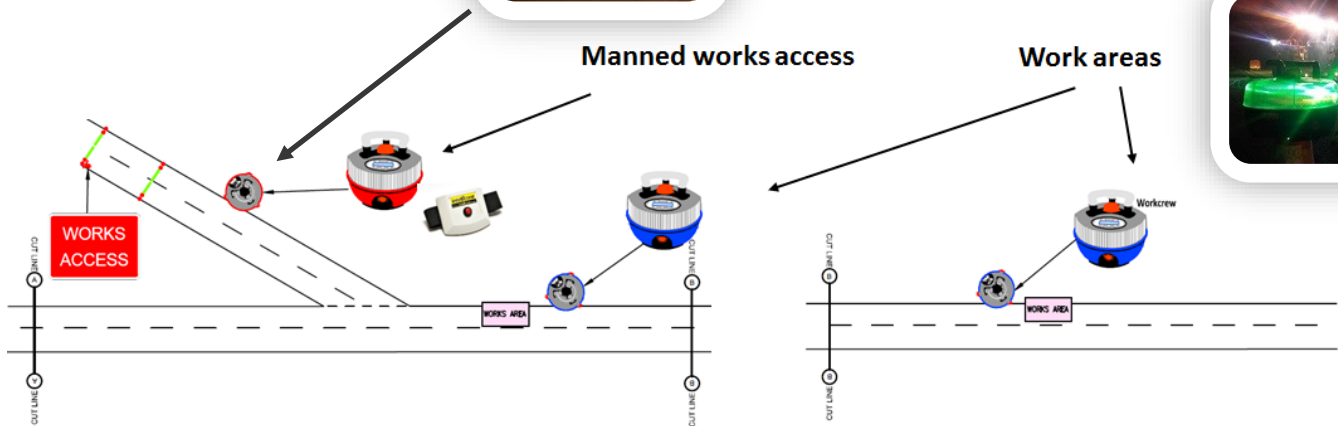 Manned works access
Work areas
WORKS
ACCESS
Workcrew
CUT LINE
A
CUT LINE
B
CUT LINE
B
WORKS AREA
WORKS AREA
Y
CUT LINE
B
CUT LINE
B
CUT LINE